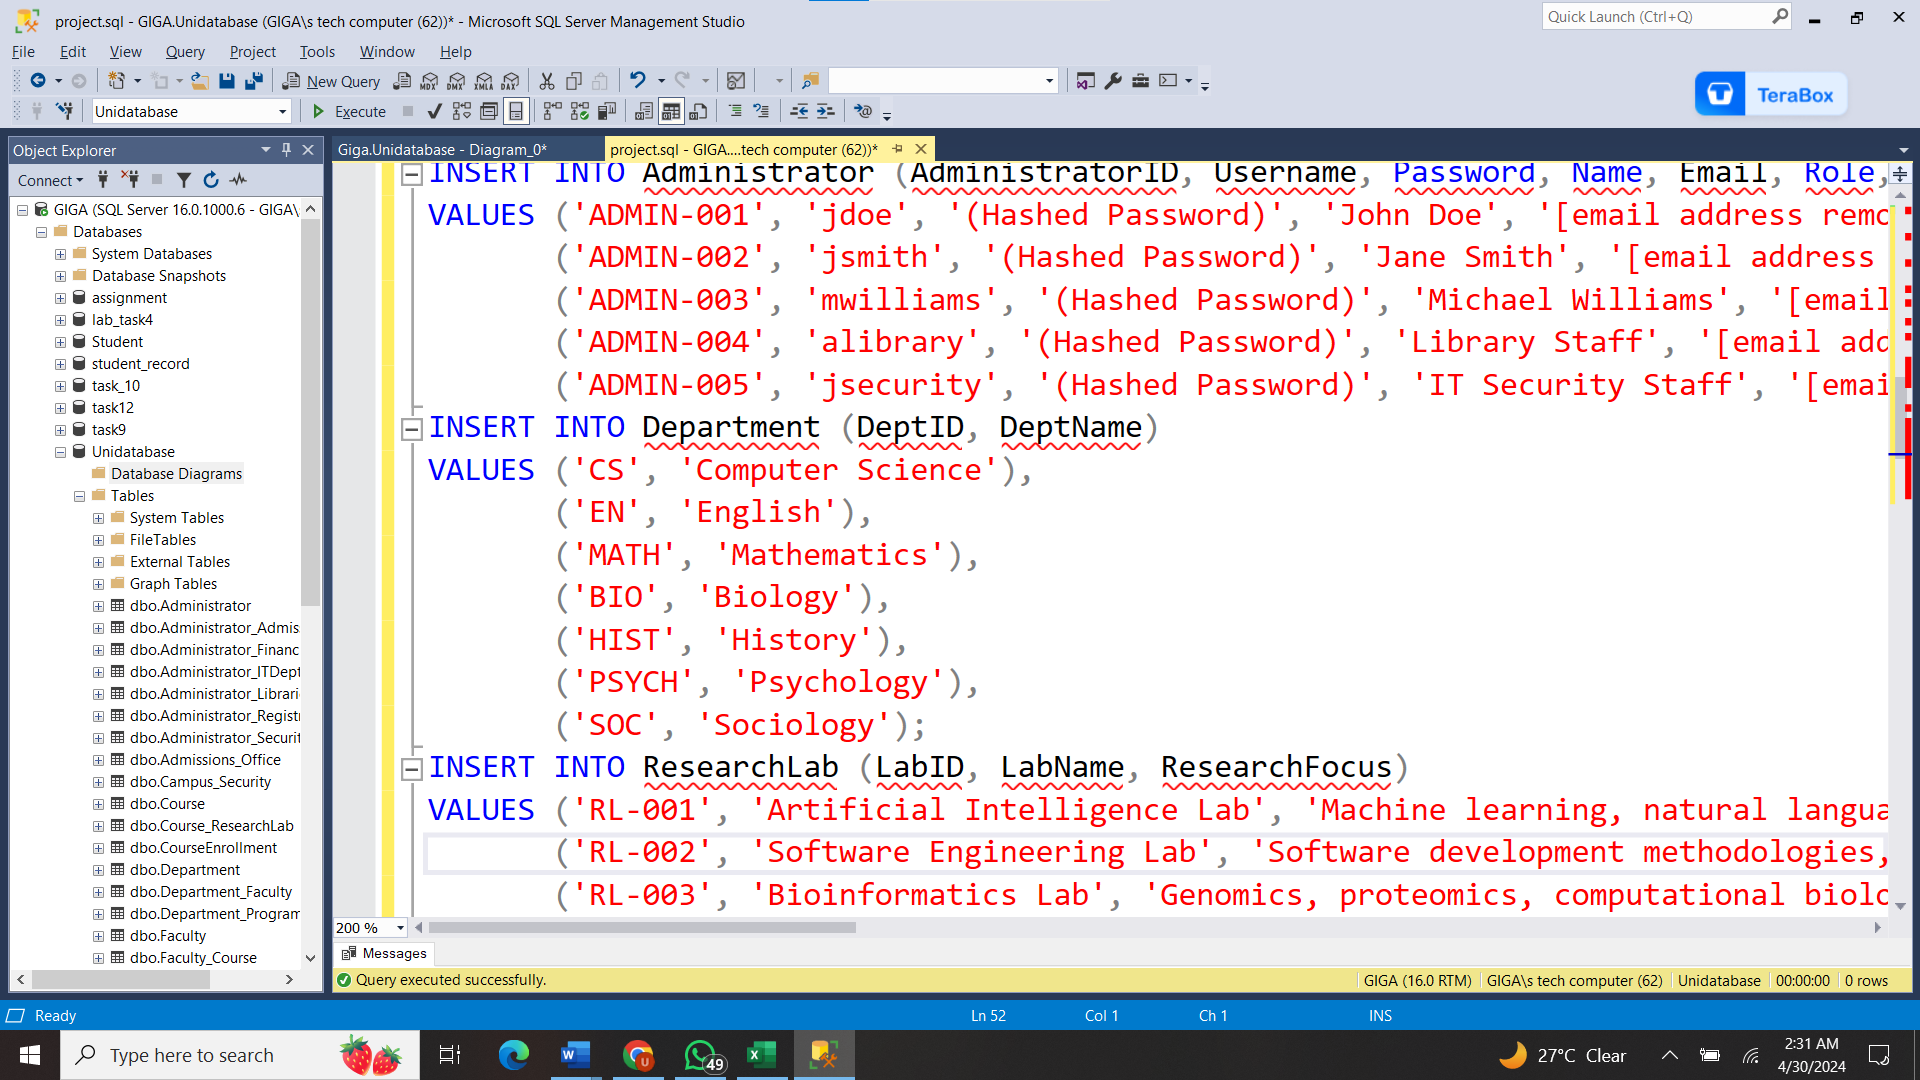 project.sql - GIGA.Unidatabase (GIGA\s tech computer (62))* - Microsoft SQL Server Management Studio
Quick Launch (Ctrl+Q)
File Edit View Query Project Tools Window Help
New Query MDX DMX XMLA DAX
TeraBox
Unidatabase Execute
Object Explorer
Connect
GIGA (SQL Server 16.0.1000.6 - GIGA\
Databases
System Databases
Database Snapshots
assignment
lab_task4
Student
student_record
task_10
task12
task9
Unidatabase
Database Diagrams
Tables
System Tables
FileTables
External Tables
Graph Tables
dbo.Administrator
dbo.Administrator_Admis
dbo.Administrator_Financ
dbo.Administrator_ITDept
dbo.Administrator_Librari
dbo.Administrator_Registr
dbo.Administrator_Securit
dbo.Admissions_Office
dbo.Campus_Security
dbo.Course
dbo.Course_ResearchLab
dbo.CourseEnrollment
dbo.Department
dbo.Department_Faculty
dbo.Department_Program
dbo.Faculty
dbo.Faculty_Course
Giga.Unidatabase - Diagram_0*
project.sql - GIGA....tech computer (62))*
INSERT INTO Administrator (AdministratorID, Username, Password, Name, Email, Role,
VALUES ('ADMIN-001', 'jdoe', '(Hashed Password)', 'John Doe', '[email address remo
('ADMIN-002', 'jsmith', '(Hashed Password)', 'Jane Smith', '[email address
('ADMIN-003', 'mwilliams', '(Hashed Password)', 'Michael Williams', '[email
('ADMIN-004', 'alibrary', '(Hashed Password)', 'Library Staff', '[email add
('ADMIN-005', 'jsecurity', '(Hashed Password)', 'IT Security Staff', '[emai
INSERT INTO Department (DeptID, DeptName)
VALUES ('CS', 'Computer Science'),
('EN', 'English'),
('MATH', 'Mathematics'),
('BIO', 'Biology'),
('HIST', 'History'),
('PSYCH', 'Psychology'),
('SOC', 'Sociology');
INSERT INTO ResearchLab (LabID, LabName, ResearchFocus)
VALUES ('RL-001', 'Artificial Intelligence Lab', 'Machine learning, natural langua
('RL-002', 'Software Engineering Lab', 'Software development methodologies,
('RL-003', 'Bioinformatics Lab', 'Genomics, proteomics, computational biolo
200 %
Messages
Query executed successfully.
GIGA (16.0 RTM) GIGA\s tech computer (62) Unidatabase 00:00:00 0 rows
Ready Ln 52 Col 1 Ch 1 INS
Type here to search
49
27°C Clear
2:31 AM
4/30/2024